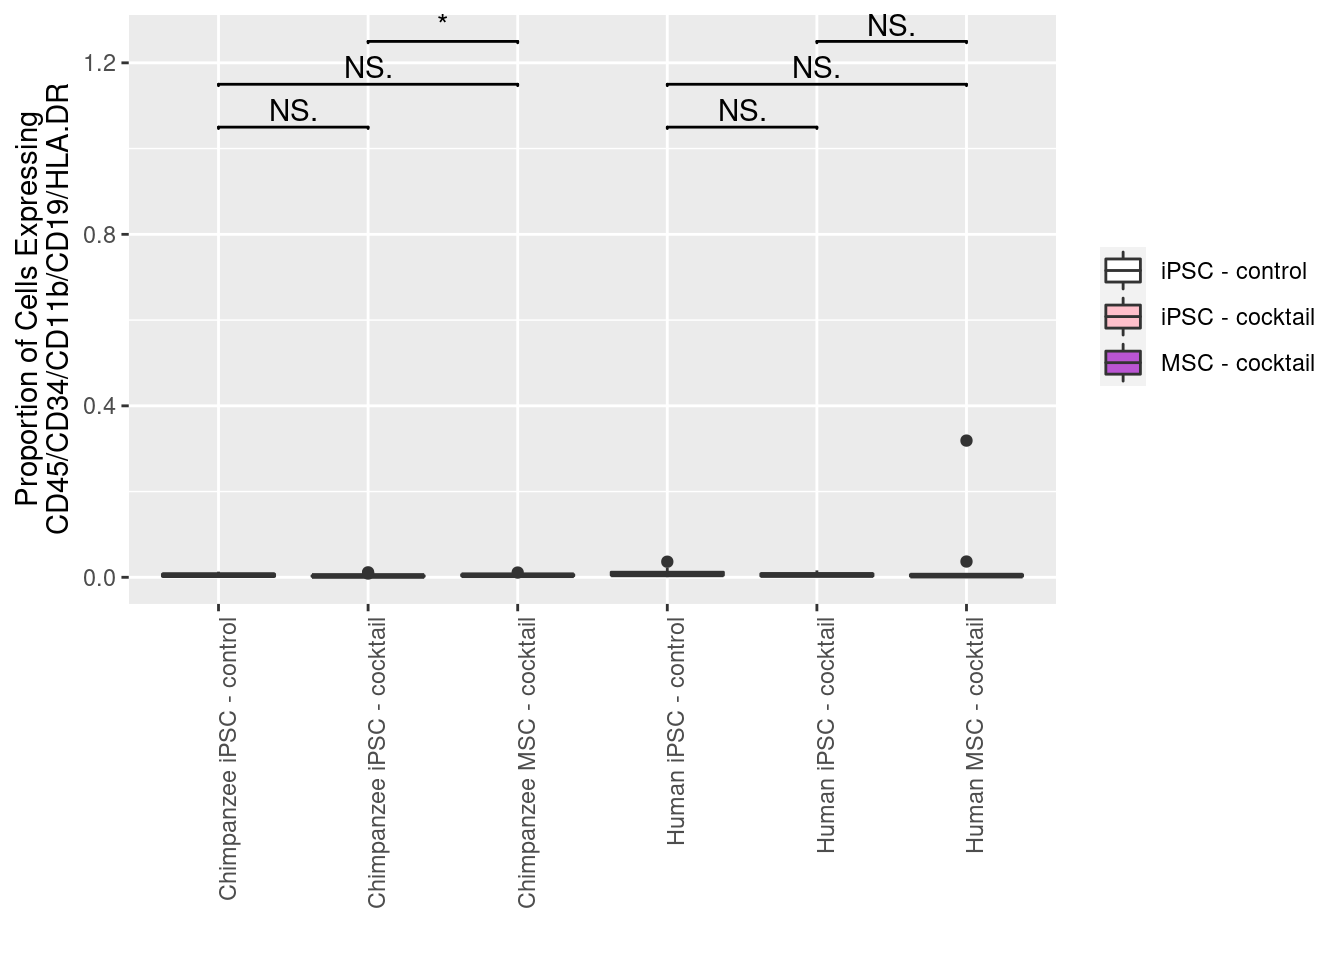 *
NS.
NS.
NS.
NS.
NS.
1.2
0.8
0.4
0.0
Proportion of Cells Expressing
CD45/CD34/CD11b/CD19/HLA.DR
Chimpanzee iPSC - control
Chimpanzee iPSC - cocktail
Chimpanzee MSC - cocktail
Human iPSC - control
Human iPSC - cocktail
Human MSC - cocktail
iPSC - control
iPSC - cocktail
MSC - cocktail